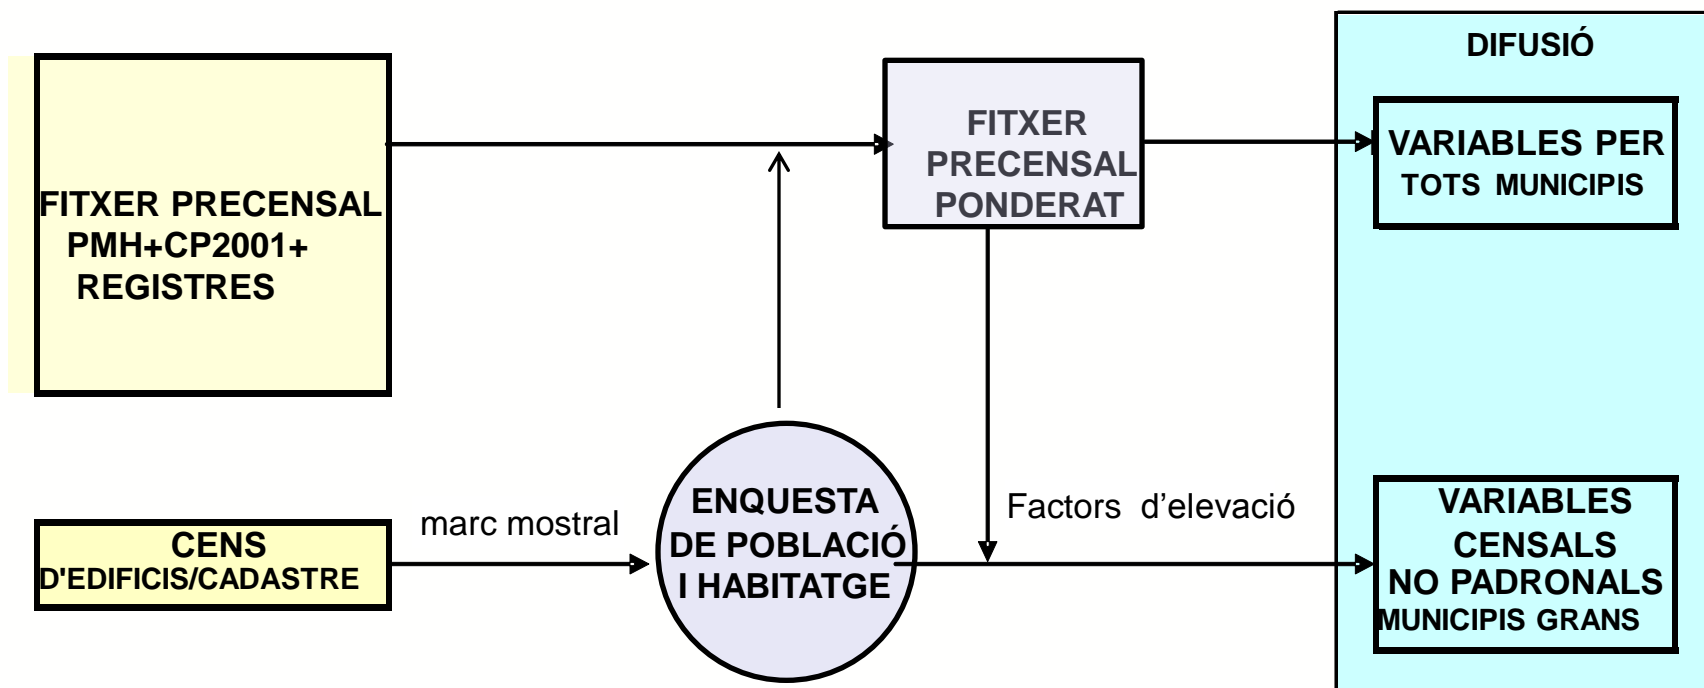 DIFUSIÓ
FITXER PRECENSAL
PMH+CP2001+
REGISTRES
FITXER
PRECENSAL
PONDERAT
VARIABLES PER
TOTS MUNICIPIS
CENS
D'EDIFICIS/CADASTRE
marc mostral
ENQUESTA
DE POBLACIÓ
I HABITATGE
Factors d’elevació
VARIABLES
CENSALS
NO PADRONALS
MUNICIPIS GRANS